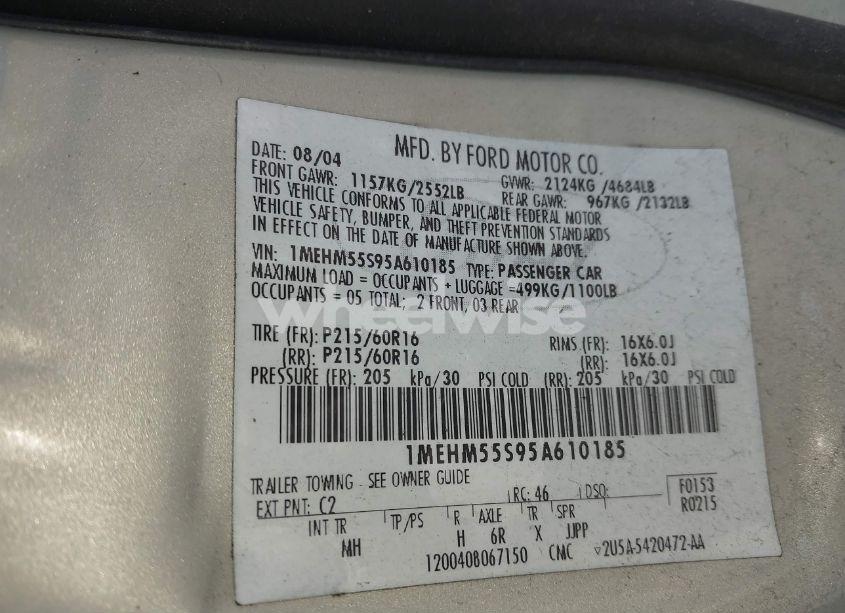 MFD. BY FORD MOTOR CO.
DATE: 08/04
FRONT GAWR: 1157KG/2552LB
GVWR: 2124KG /4684LB
REAR GAWR: 967KG /2132LB
THIS VEHICLE CONFORMS TO ALL APPLICABLE FEDERAL MOTOR
VEHICLE SAFETY, BUMPER, AND THEFT PREVENTION STANDARDS
IN EFFECT ON THE DATE OF MANUFACTURE SHOWN ABOVE.
VIN: 1MEHM55S95A610185 TYPE: PASSENGER CAR
MAXIMUM LOAD = OCCUPANTS + LUGGAGE =499KG/1100LB
OCCUPANTS = 05 TOTAL; 2 FRONT, 03 REAR
wheelwise
TIRE (FR): P215/60R16 RIMS (FR): 16X6.0J
(RR): P215/60R16 (RR): 16X6.0J
PRESSURE (FR): 205 kPa/30 PSI COLD (RR): 205 kPa/30 PSI COLD
1MEHM55S95A610185
TRAILER TOWING - SEE OWNER GUIDE
EXT PNT: C2 RC: 46 DSO: F0153
R0215
INT TR TP/PS R AXLE TR SPR
MH H 6R X JJPP
1200408067150 CMC 2U5A-5420472-AA